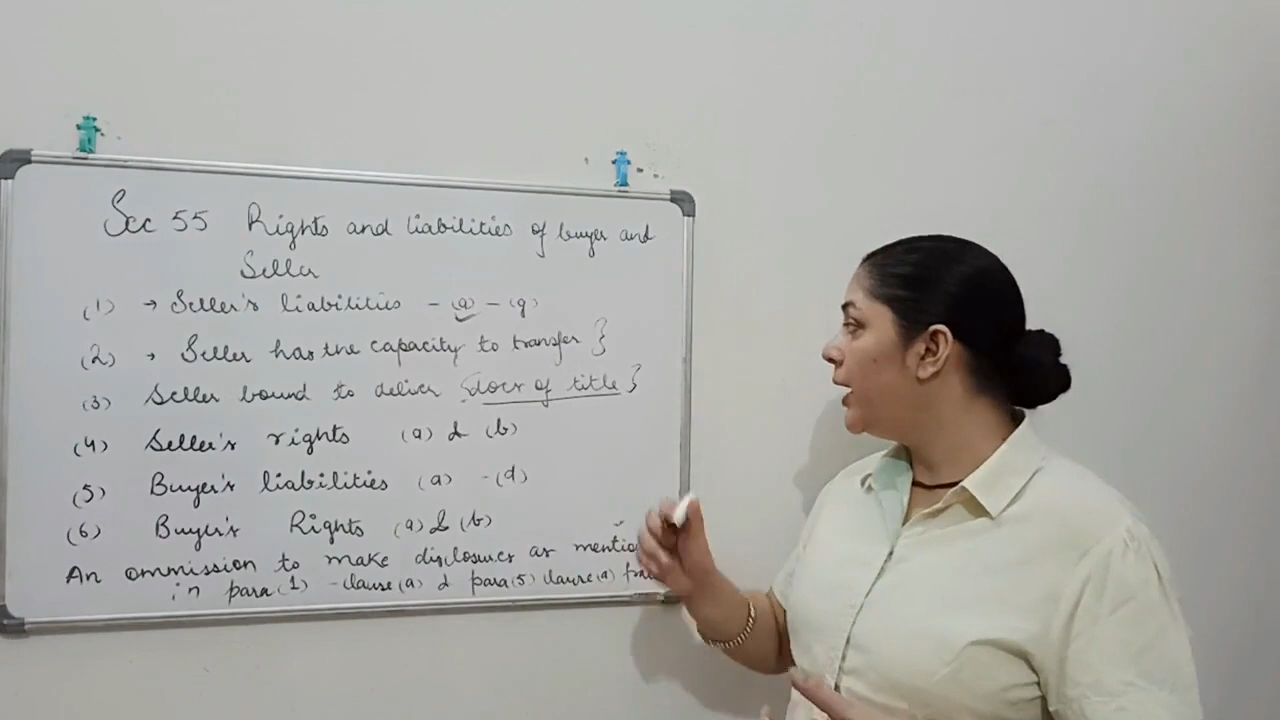 Sec 55 Rights and liabilities of buyer and
Seller
(1) → Seller's liabilities - (a) - (g)
(2) → Seller has the capacity to transfer }
(3) Seller bound to deliver {docs of title}
(4) Seller's rights (a) & (b)
(5) Buyer's liabilities (a) - (d)
(6) Buyer's Rights (a) & (b)
An ommission to make disclosures as mentio
in para (1) - clause (a) & para (5) clause (a)